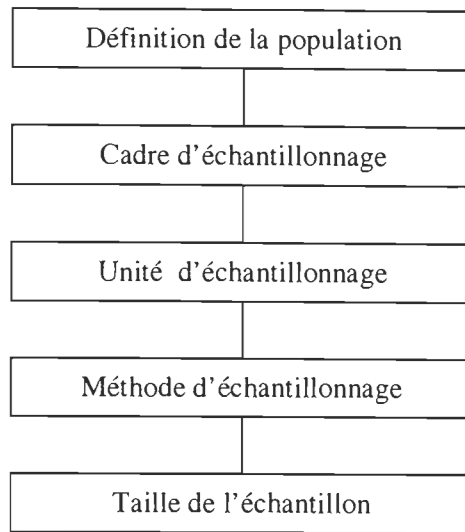 Définition de la population
Cadre d'échantillonnage
Unité d'échantillonnage
Méthode d'échantillonnage
Taille de l'échantillon